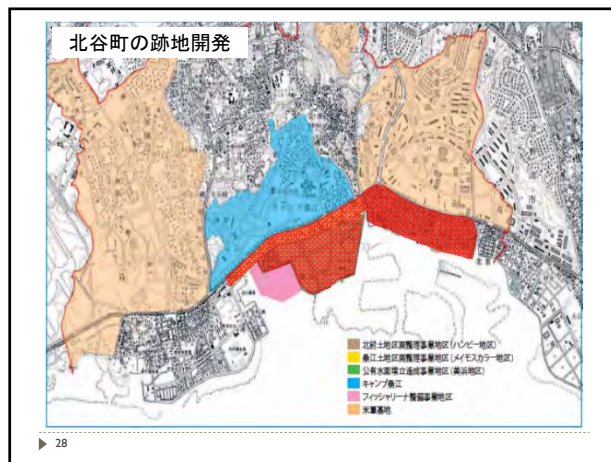 北谷町の跡地開発
北前土地区画整理事業地区(ハンビー地区)
桑江土地区画整理事業地区(メイモスカラー地区)
公有水面埋立造成事業地区(美浜地区)
キャンプ桑江
フィッシャリーナ整備事業地区
米軍基地
28